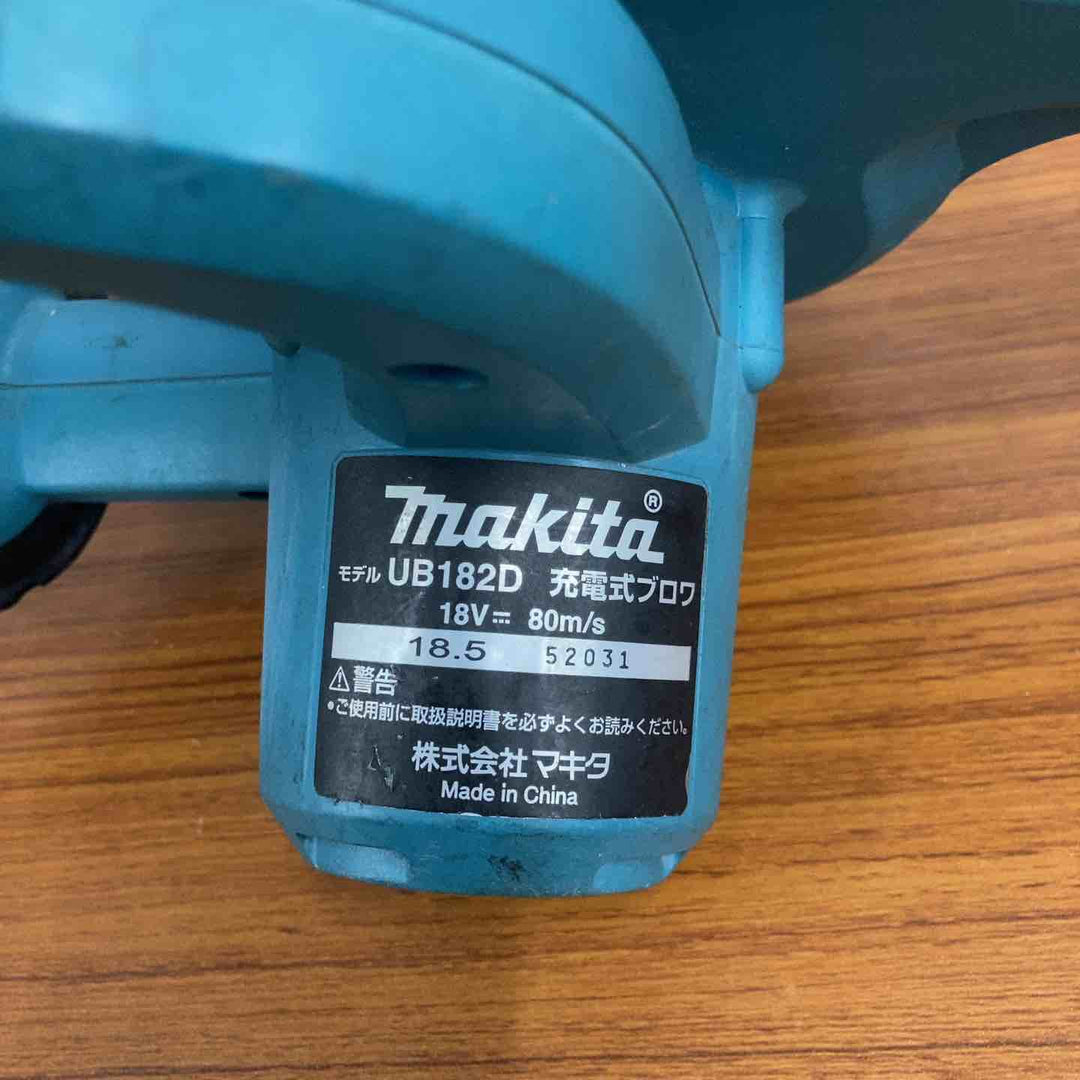 makita®
モデル UB182D 充電式ブロワ
18V⎓ 80m/s
18.5 52031
⚠警告
•ご使用前に取扱説明書を必ずよくお読みください。
株式会社マキタ
Made in China